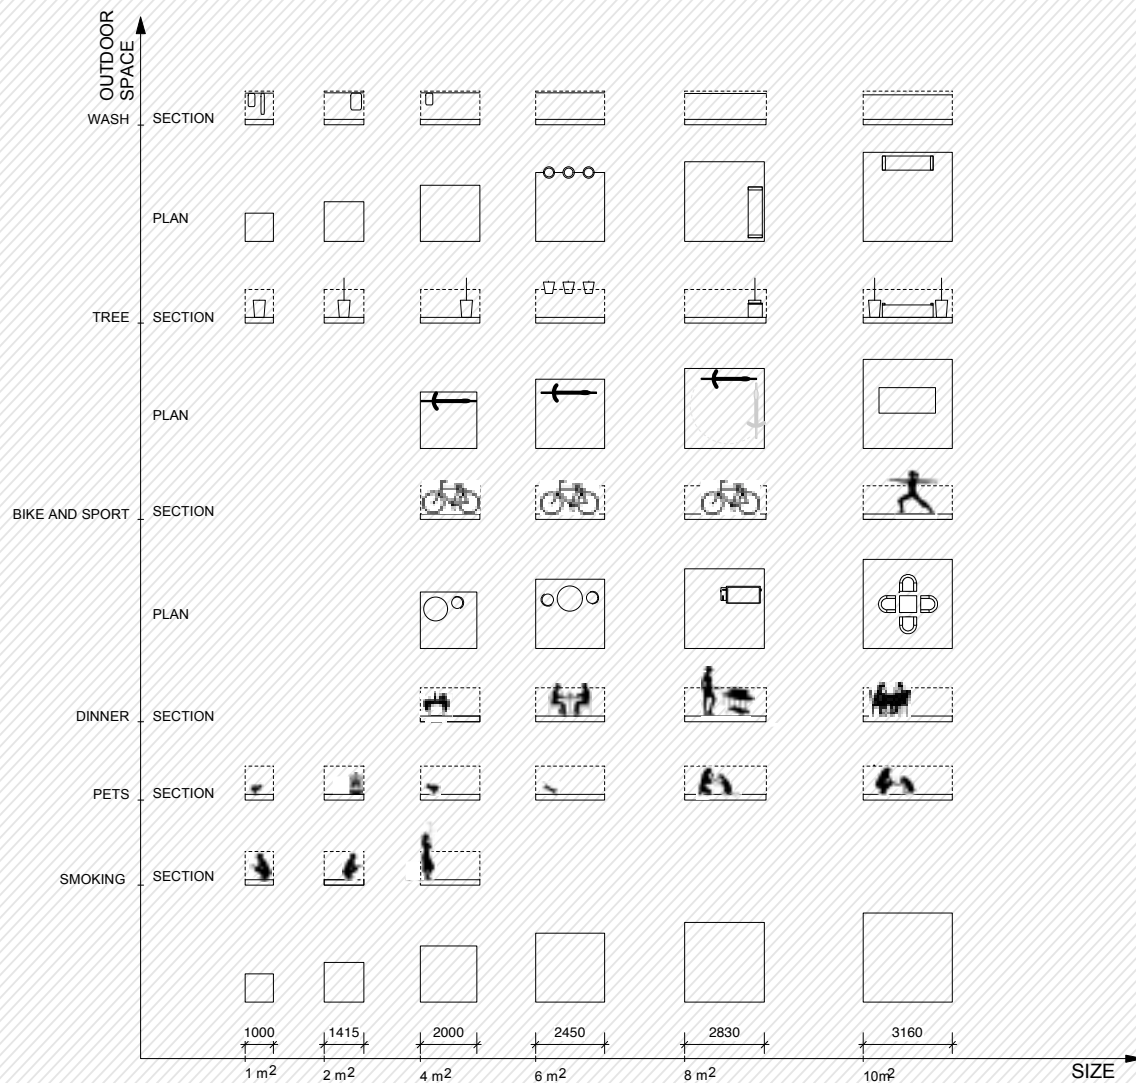 OUTDOOR
SPACE
WASH SECTION
PLAN
TREE SECTION
PLAN
BIKE AND SPORT SECTION
PLAN
DINNER SECTION
PETS SECTION
SMOKING SECTION
1000 1415 2000 2450 2830 3160
1 m² 2 m² 4 m² 6 m² 8 m² 10m² SIZE